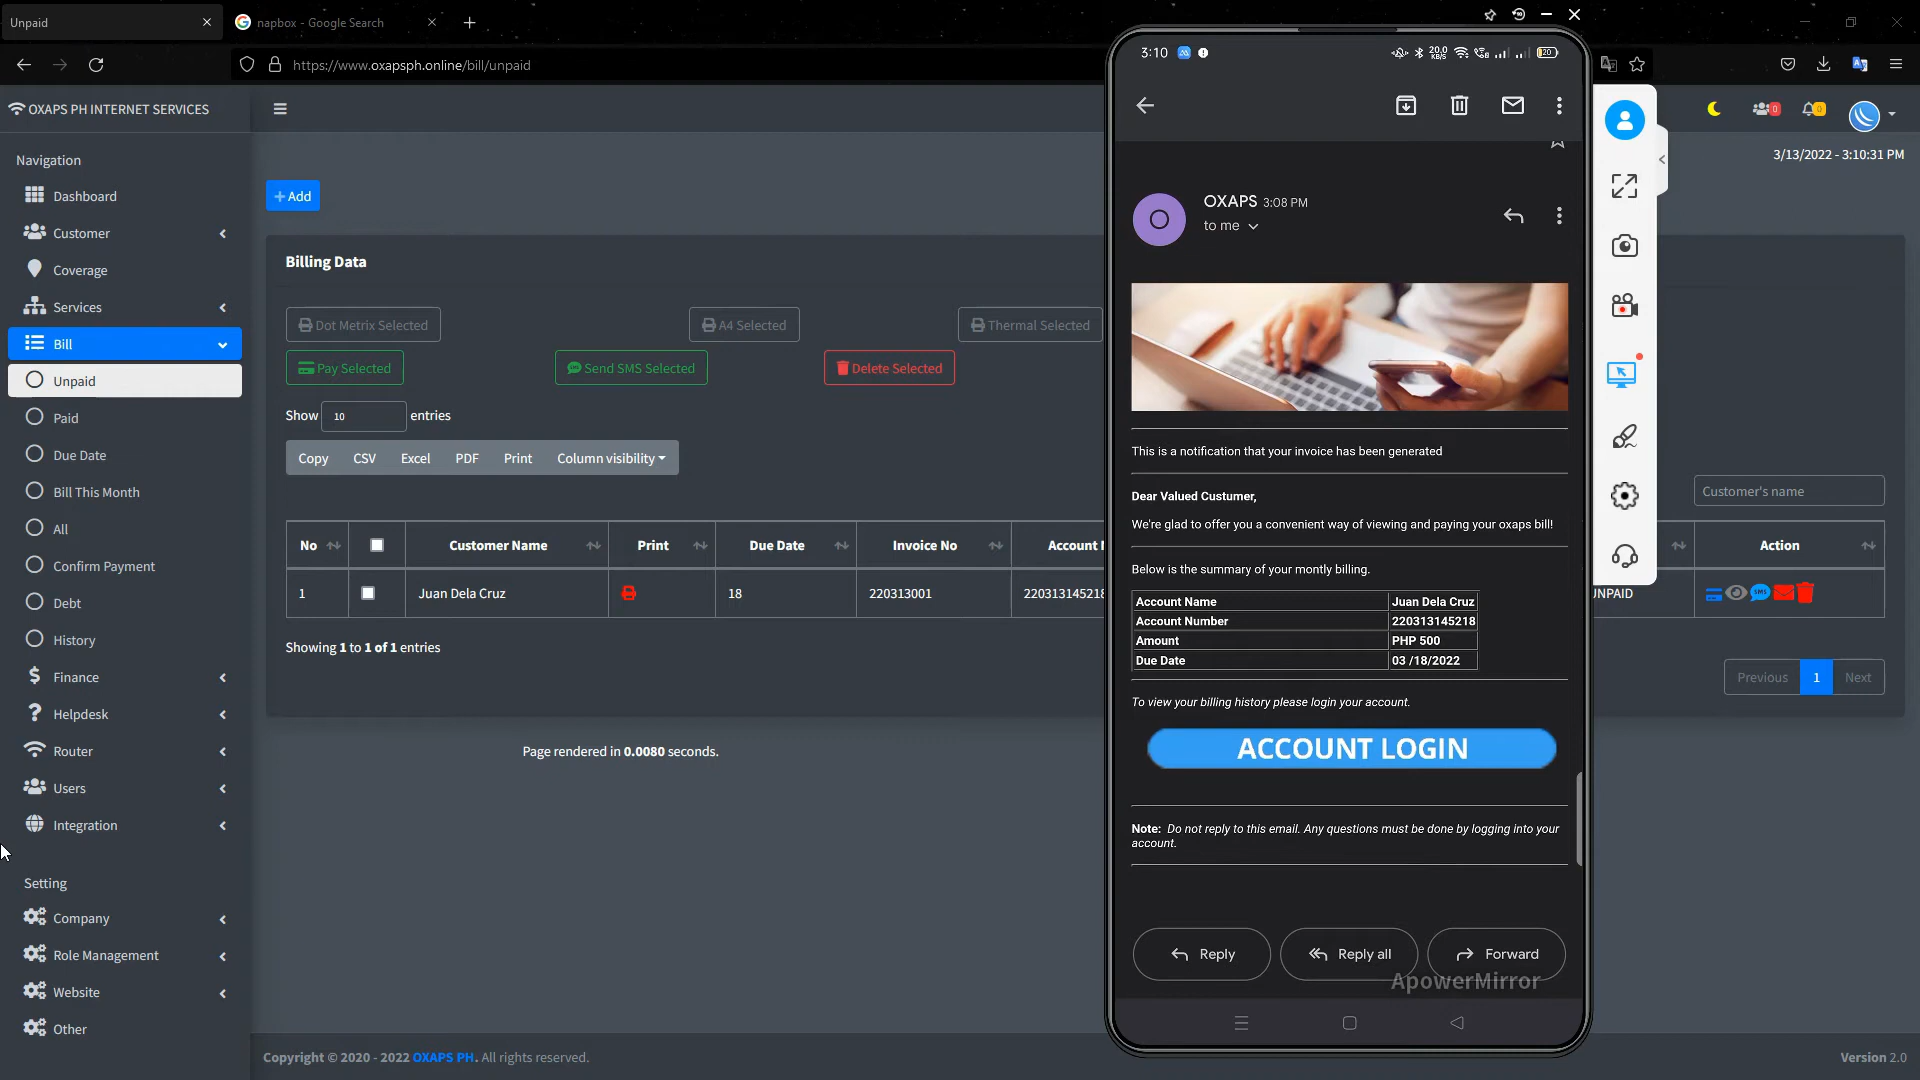 Unpaid
napbox - Google Search
https://www.oxapsph.online/bill/unpaid
OXAPS PH INTERNET SERVICES
0
0
3/13/2022 - 3:10:31 PM
Navigation
Dashboard
Customer
Coverage
Services
Bill
Unpaid
Paid
Due Date
Bill This Month
All
Confirm Payment
Debt
History
Finance
Helpdesk
Router
Users
Integration
Setting
Company
Role Management
Website
Other
+ Add
Billing Data
Dot Metrix Selected
A4 Selected
Thermal Selected
Pay Selected
Send SMS Selected
Delete Selected
Show 10 entries
Copy CSV Excel PDF Print Column visibility
Customer's name
No Customer Name Print Due Date Invoice No Account Action
1 Juan Dela Cruz 18 220313001 220313145218 UNPAID SMS
Showing 1 to 1 of 1 entries
Previous 1 Next
Page rendered in 0.0080 seconds.
Copyright © 2020 - 2022 OXAPS PH. All rights reserved.
Version 2.0
3:10
20.0 KB/S
20
O
OXAPS 3:08 PM
to me
This is a notification that your invoice has been generated
Dear Valued Custumer,
We're glad to offer you a convenient way of viewing and paying your oxaps bill!
Below is the summary of your montly billing.
Account Name Juan Dela Cruz
Account Number 220313145218
Amount PHP 500
Due Date 03 /18/2022
To view your billing history please login your account.
ACCOUNT LOGIN
Note: Do not reply to this email. Any questions must be done by logging into your
account.
Reply
Reply all
Forward
ApowerMirror